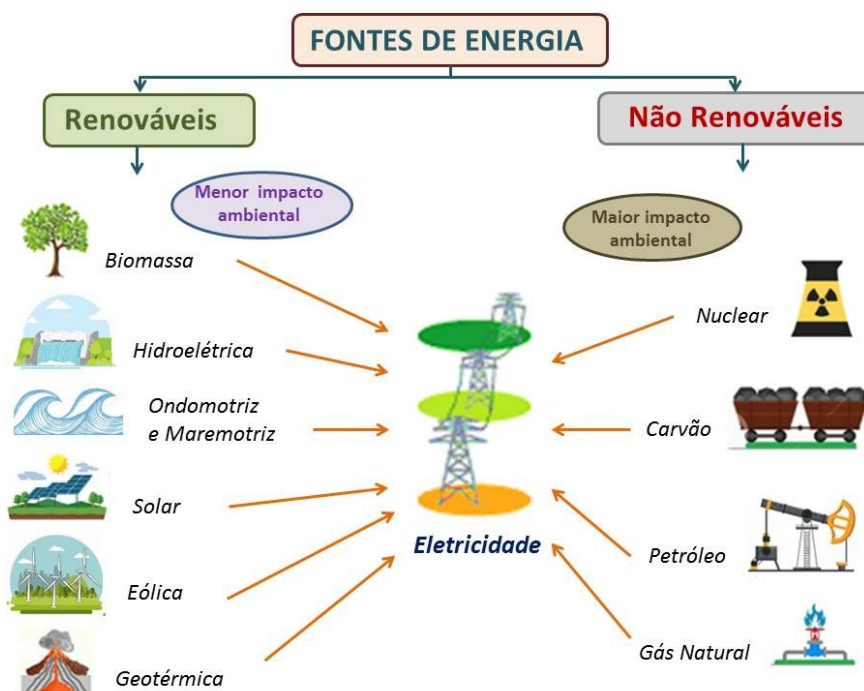 FONTES DE ENERGIA
Renováveis
Não Renováveis
Menor impacto
ambiental
Maior impacto
ambiental
Biomassa
Hidroelétrica
Ondomotriz
e Maremotriz
Solar
Eólica
Geotérmica
Eletricidade
Nuclear
Carvão
Petróleo
Gás Natural